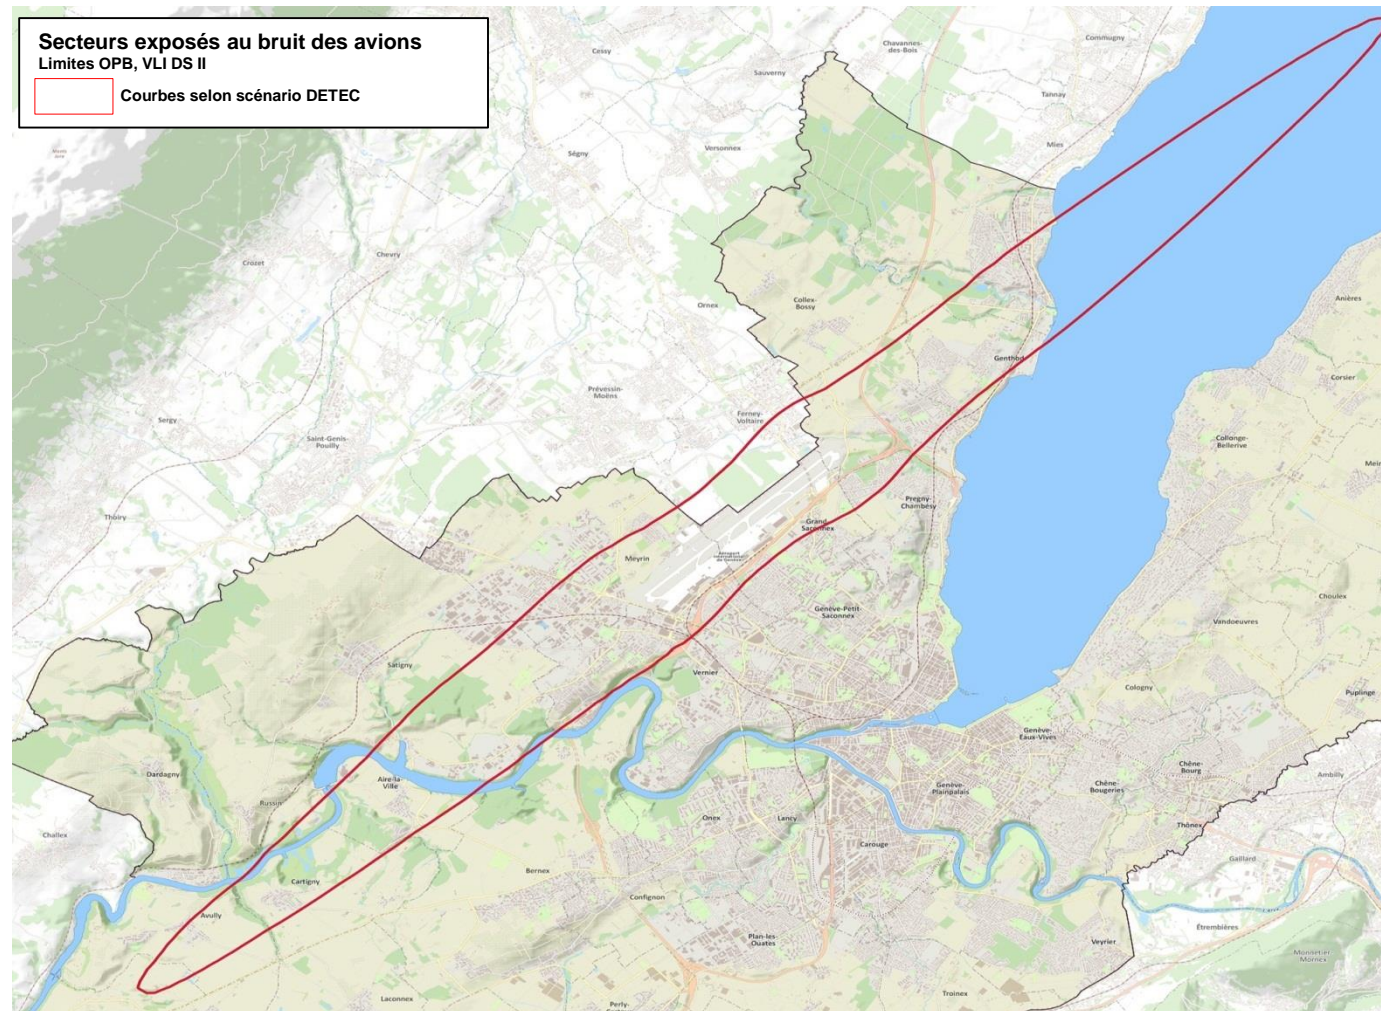 Secteurs exposés au bruit des avions
Limites OPB, VLI DS II
Courbes selon scénario DETEC
Cessy
Chavannes-
des-Bois
Commugny
Sauverny
Tannay
Versonnex
Mies
Ségny
Crozet
Chevry
Collex-
Bossy
Ornex
Anières
Genthod
Corsier
Prévessin-
Moëns
Ferney-
Voltaire
Sergy
Saint-Genis-
Pouilly
Collonge-
Bellerive
Thoiry
Pregny-
Chambésy
Grand-
Saconnex
Meyrin
Choulex
Genève-Petit-
Saconnex
Vandoeuvres
Satigny
Vernier
Cologny
Puplinge
Genève-
Eaux-Vives
Dardagny
Aire-la-
Ville
Chêne-
Bourg
Ambilly
Russin
Genève-
Plainpalais
Chêne-
Bougeries
Onex
Lancy
Thônex
Challex
Carouge
Gaillard
Bernex
Cartigny
Confignon
Avully
Étrembières
Plan-les-
Ouates
Veyrier
Monnetier-
Mornex
Troinex
Laconnex
Perly-